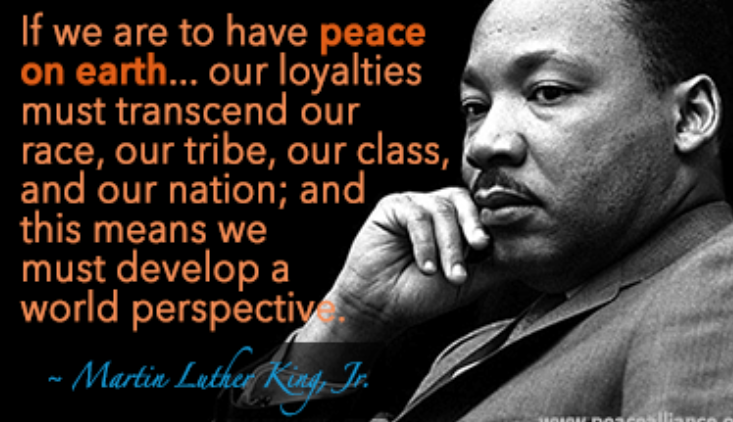 If we are to have peace
on earth... our loyalties
must transcend our
race, our tribe, our class,
and our nation; and
this means we
must develop a
world perspective.
~ Martin Luther King, Jr.